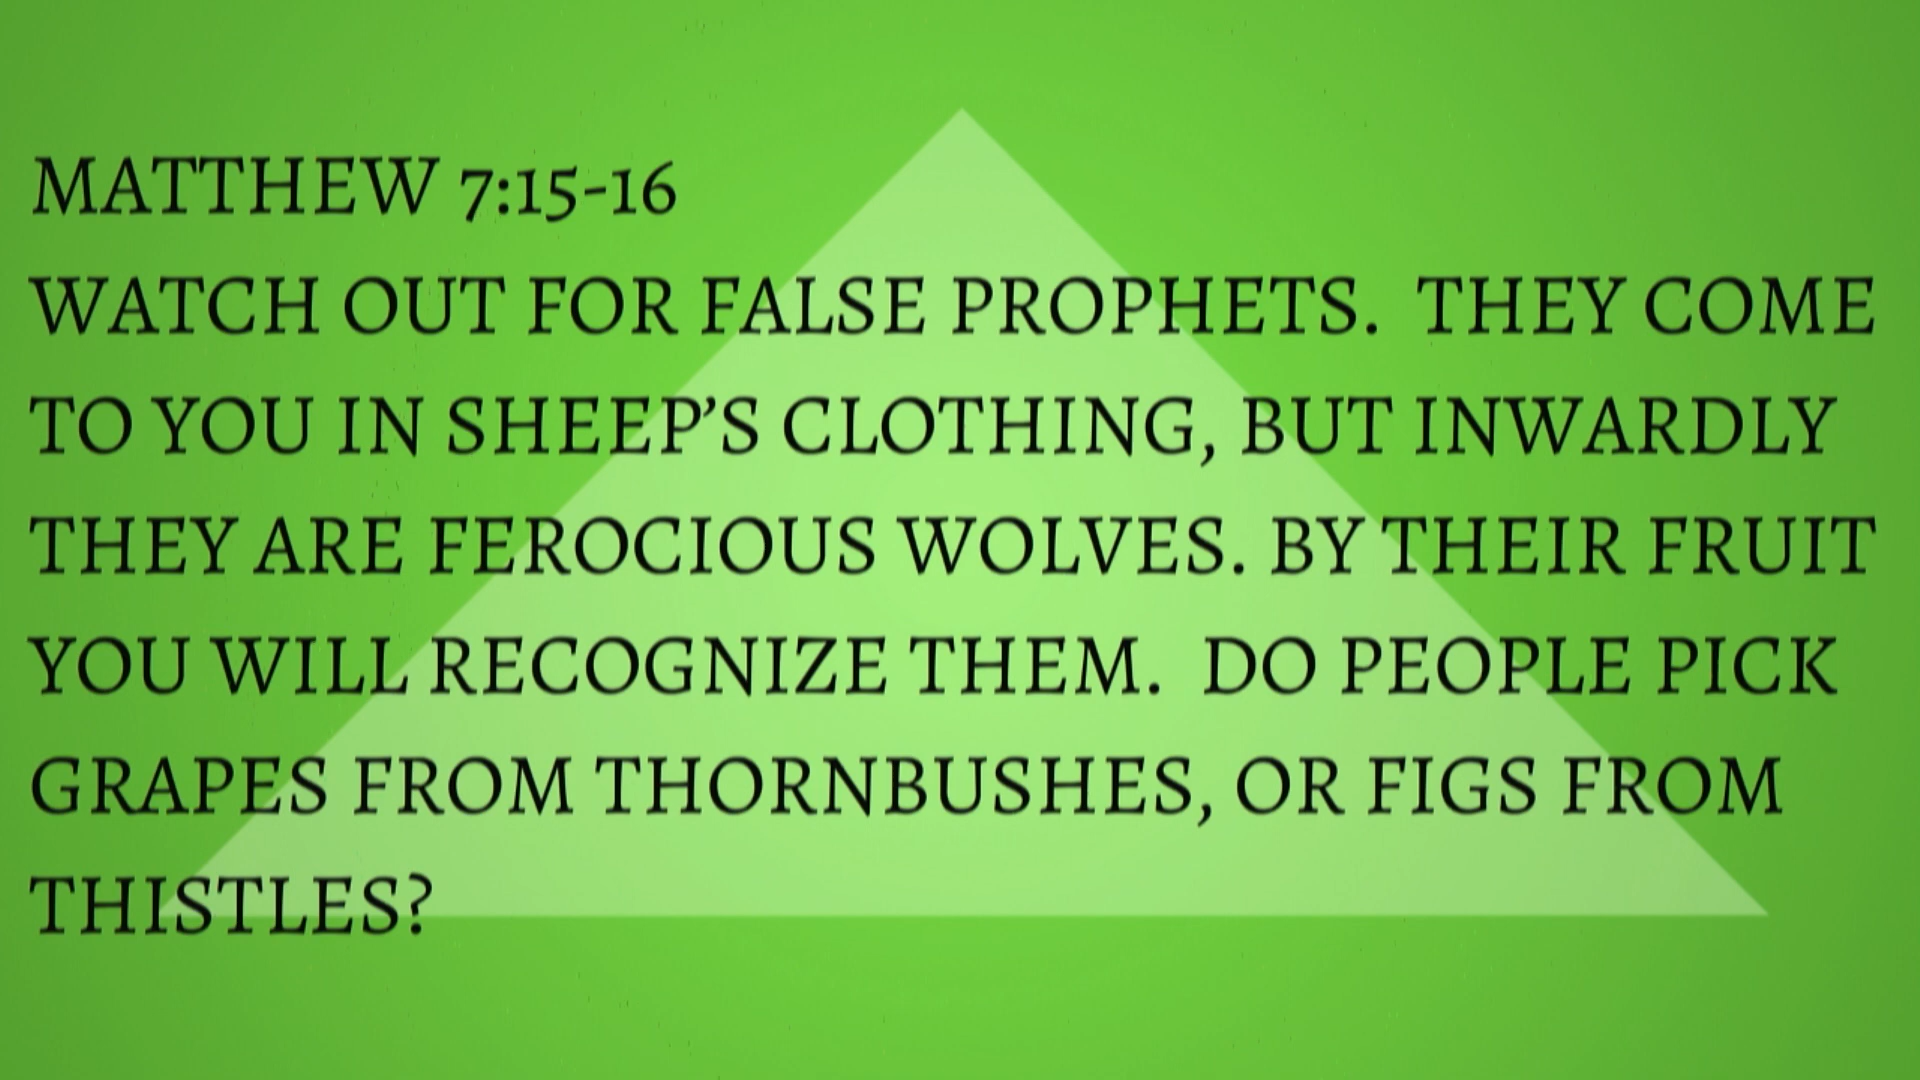 MATTHEW 7:15-16
WATCH OUT FOR FALSE PROPHETS.  THEY COME
TO YOU IN SHEEP’S CLOTHING, BUT INWARDLY
THEY ARE FEROCIOUS WOLVES. BY THEIR FRUIT
YOU WILL RECOGNIZE THEM.  DO PEOPLE PICK
GRAPES FROM THORNBUSHES, OR FIGS FROM
THISTLES?